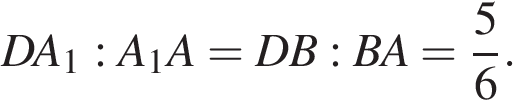 DA₁ : A₁A = DB : BA = 5/6.